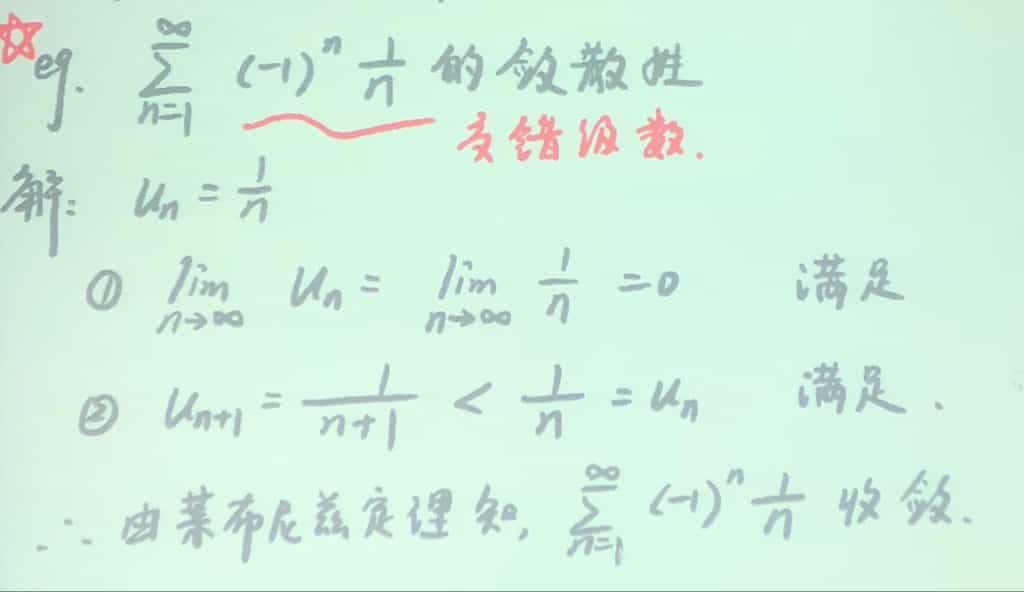 eg. $\sum_{n=1}^{\infty} (-1)^n \frac{1}{n}$ 的敛散性
交错级数.
解: $u_n = \frac{1}{n}$
① $\lim_{n \to \infty} u_n = \lim_{n \to \infty} \frac{1}{n} = 0$ 满足
② $u_{n+1} = \frac{1}{n+1} < \frac{1}{n} = u_n$ 满足.
∴ 由莱布尼兹定理知, $\sum_{n=1}^{\infty} (-1)^n \frac{1}{n}$ 收敛.